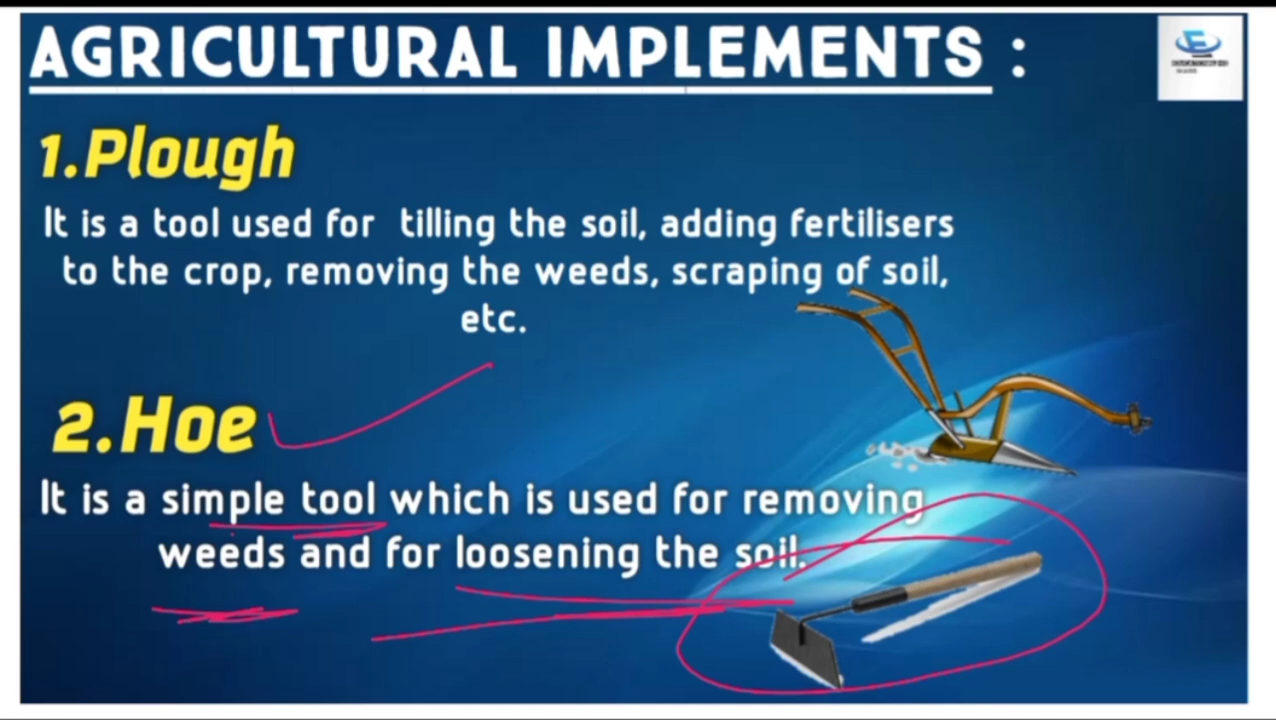 AGRICULTURAL IMPLEMENTS :
1.Plough
It is a tool used for tilling the soil, adding fertilisers
to the crop, removing the weeds, scraping of soil,
etc.
2.Hoe
It is a simple tool which is used for removing
weeds and for loosening the soil.